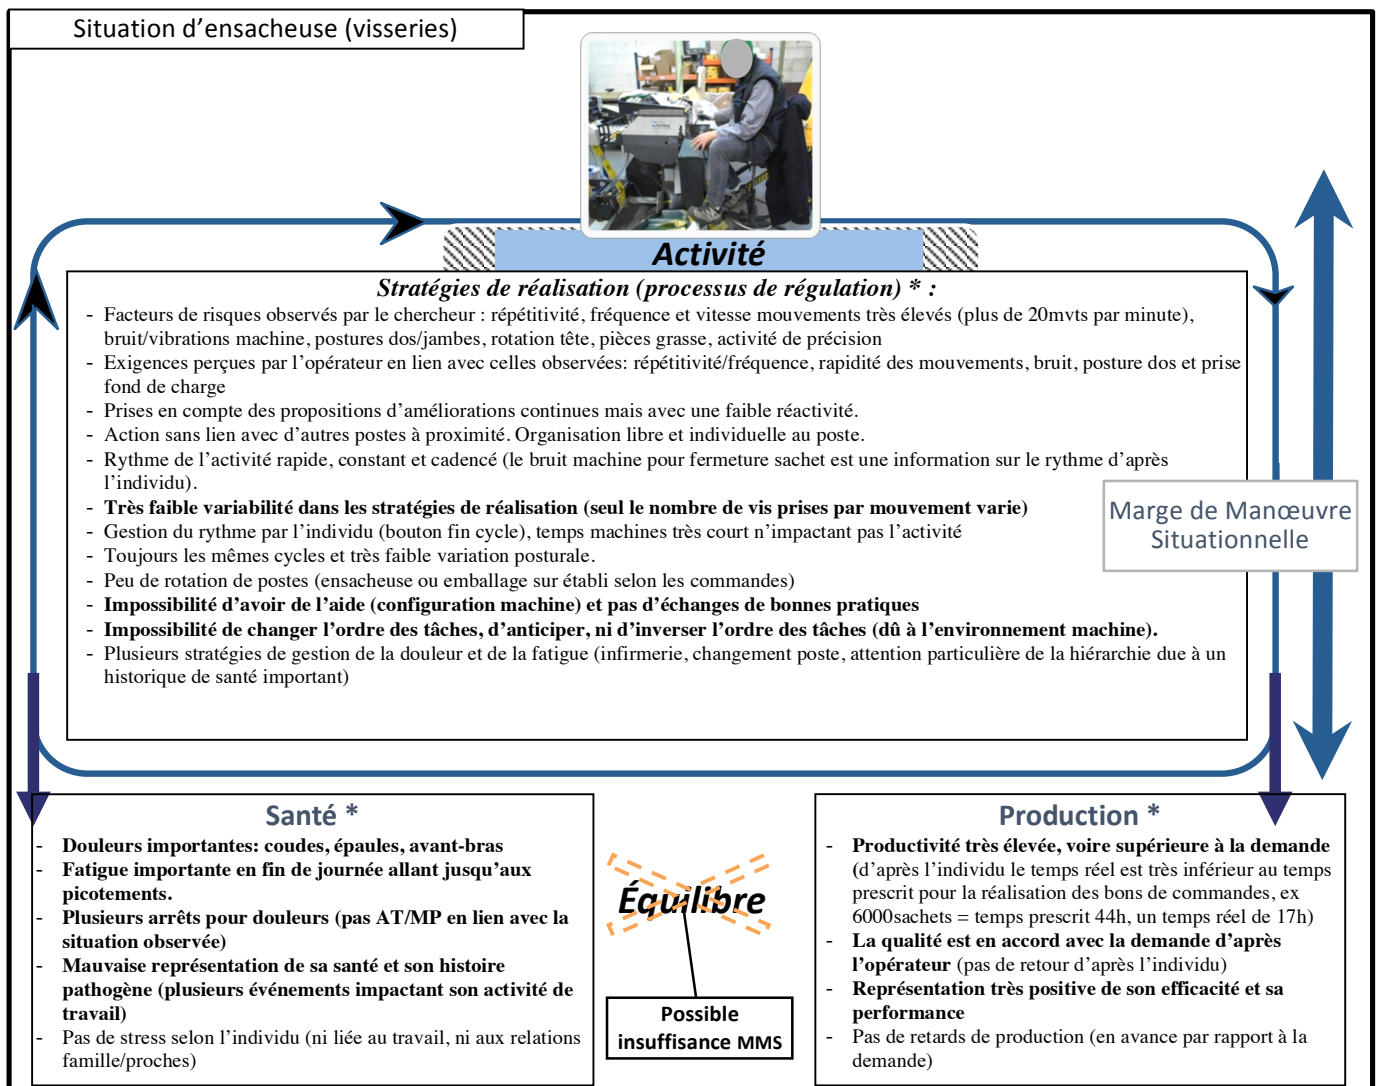 Situation d’ensacheuse (visseries)
Activité
Stratégies de réalisation (processus de régulation) * :
- Facteurs de risques observés par le chercheur : répétitivité, fréquence et vitesse mouvements très élevés (plus de 20mvts par minute),
bruit/vibrations machine, postures dos/jambes, rotation tête, pièces grasse, activité de précision
- Exigences perçues par l’opérateur en lien avec celles observées: répétitivité/fréquence, rapidité des mouvements, bruit, posture dos et prise
fond de charge
- Prises en compte des propositions d’améliorations continues mais avec une faible réactivité.
- Action sans lien avec d’autres postes à proximité. Organisation libre et individuelle au poste.
- Rythme de l’activité rapide, constant et cadencé (le bruit machine pour fermeture sachet est une information sur le rythme d’après
l’individu).
- Très faible variabilité dans les stratégies de réalisation (seul le nombre de vis prises par mouvement varie)
- Gestion du rythme par l’individu (bouton fin cycle), temps machines très court n’impactant pas l’activité
- Toujours les mêmes cycles et très faible variation posturale.
- Peu de rotation de postes (ensacheuse ou emballage sur établi selon les commandes)
- Impossibilité d’avoir de l’aide (configuration machine) et pas d’échanges de bonnes pratiques
- Impossibilité de changer l’ordre des tâches, d’anticiper, ni d’inverser l’ordre des tâches (dû à l’environnement machine).
- Plusieurs stratégies de gestion de la douleur et de la fatigue (infirmerie, changement poste, attention particulière de la hiérarchie due à un
historique de santé important)
Marge de Manœuvre
Situationnelle
Santé *
- Douleurs importantes: coudes, épaules, avant-bras
- Fatigue importante en fin de journée allant jusqu’aux
picotements.
- Plusieurs arrêts pour douleurs (pas AT/MP en lien avec la
situation observée)
- Mauvaise représentation de sa santé et son histoire
pathogène (plusieurs événements impactant son activité de
travail)
- Pas de stress selon l’individu (ni liée au travail, ni aux relations
famille/proches)
Équilibre
Possible
insuffisance MMS
Production *
- Productivité très élevée, voire supérieure à la demande
(d’après l’individu le temps réel est très inférieur au temps
prescrit pour la réalisation des bons de commandes, ex
6000sachets = temps prescrit 44h, un temps réel de 17h)
- La qualité est en accord avec la demande d’après
l’opérateur (pas de retour d’après l’individu)
- Représentation très positive de son efficacité et sa
performance
- Pas de retards de production (en avance par rapport à la
demande)